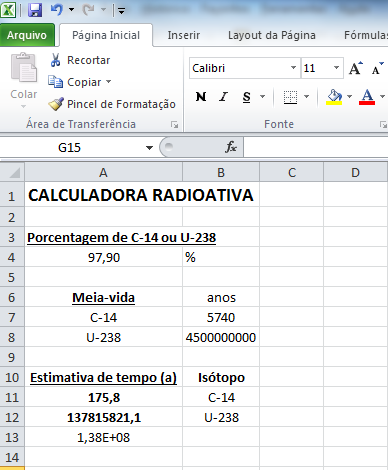 Arquivo Página Inicial Inserir Layout da Página Fórmulas
Recortar
Copiar
Colar
Pincel de Formatação
Calibri 11 A A
N I S A
Área de Transferência Fonte
G15 fx
A B C D
1 CALCULADORA RADIOATIVA
2
3 Porcentagem de C-14 ou U-238
4 97,90 %
5
6 Meia-vida anos
7 C-14 5740
8 U-238 4500000000
9
10 Estimativa de tempo (a) Isótopo
11 175,8 C-14
12 137815821,1 U-238
13 1,38E+08
14